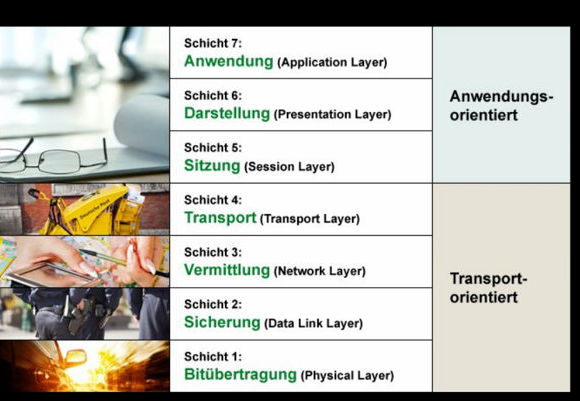 Schicht 7:
Anwendung (Application Layer)
Schicht 6:
Darstellung (Presentation Layer)
Schicht 5:
Sitzung (Session Layer)
Anwendungs-
orientiert
Deutsche Post
Schicht 4:
Transport (Transport Layer)
Schicht 3:
Vermittlung (Network Layer)
Schicht 2:
Sicherung (Data Link Layer)
Schicht 1:
Bitübertragung (Physical Layer)
Transport-
orientiert